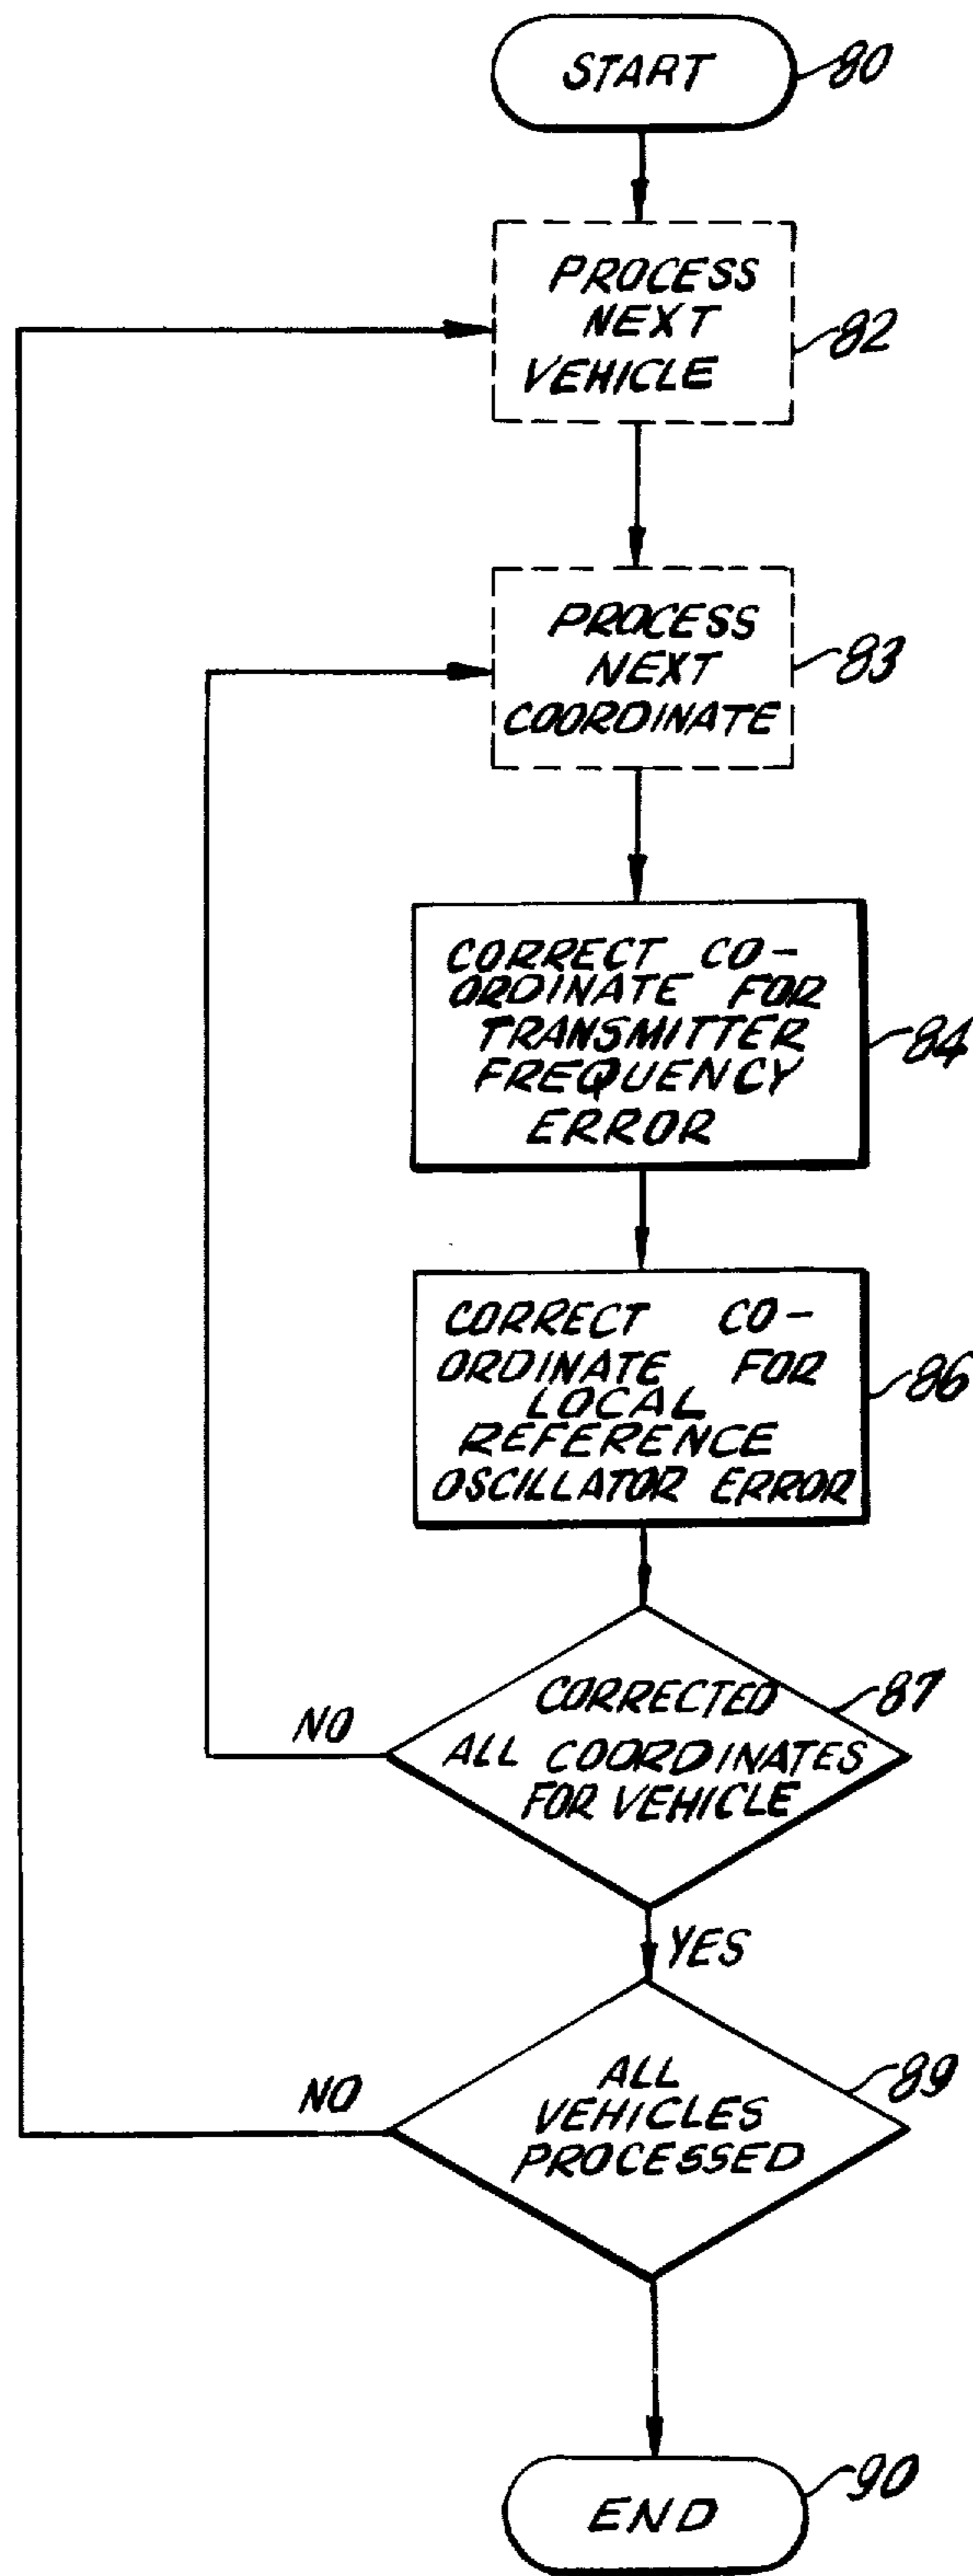 START
80
PROCESS
NEXT
VEHICLE
82
PROCESS
NEXT
COORDINATE
83
CORRECT CO-
ORDINATE FOR
TRANSMITTER
FREQUENCY
ERROR
84
CORRECT CO-
ORDINATE FOR
LOCAL
REFERENCE
OSCILLATOR ERROR
86
CORRECTED
ALL COORDINATES
FOR VEHICLE
87
NO
YES
ALL
VEHICLES
PROCESSED
89
NO
END
90